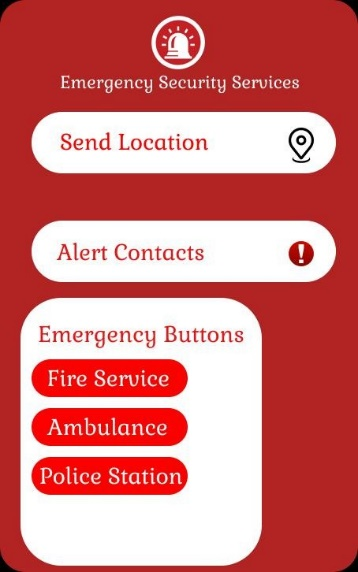 Emergency Security Services
Send Location
Alert Contacts
Emergency Buttons
Fire Service
Ambulance
Police Station